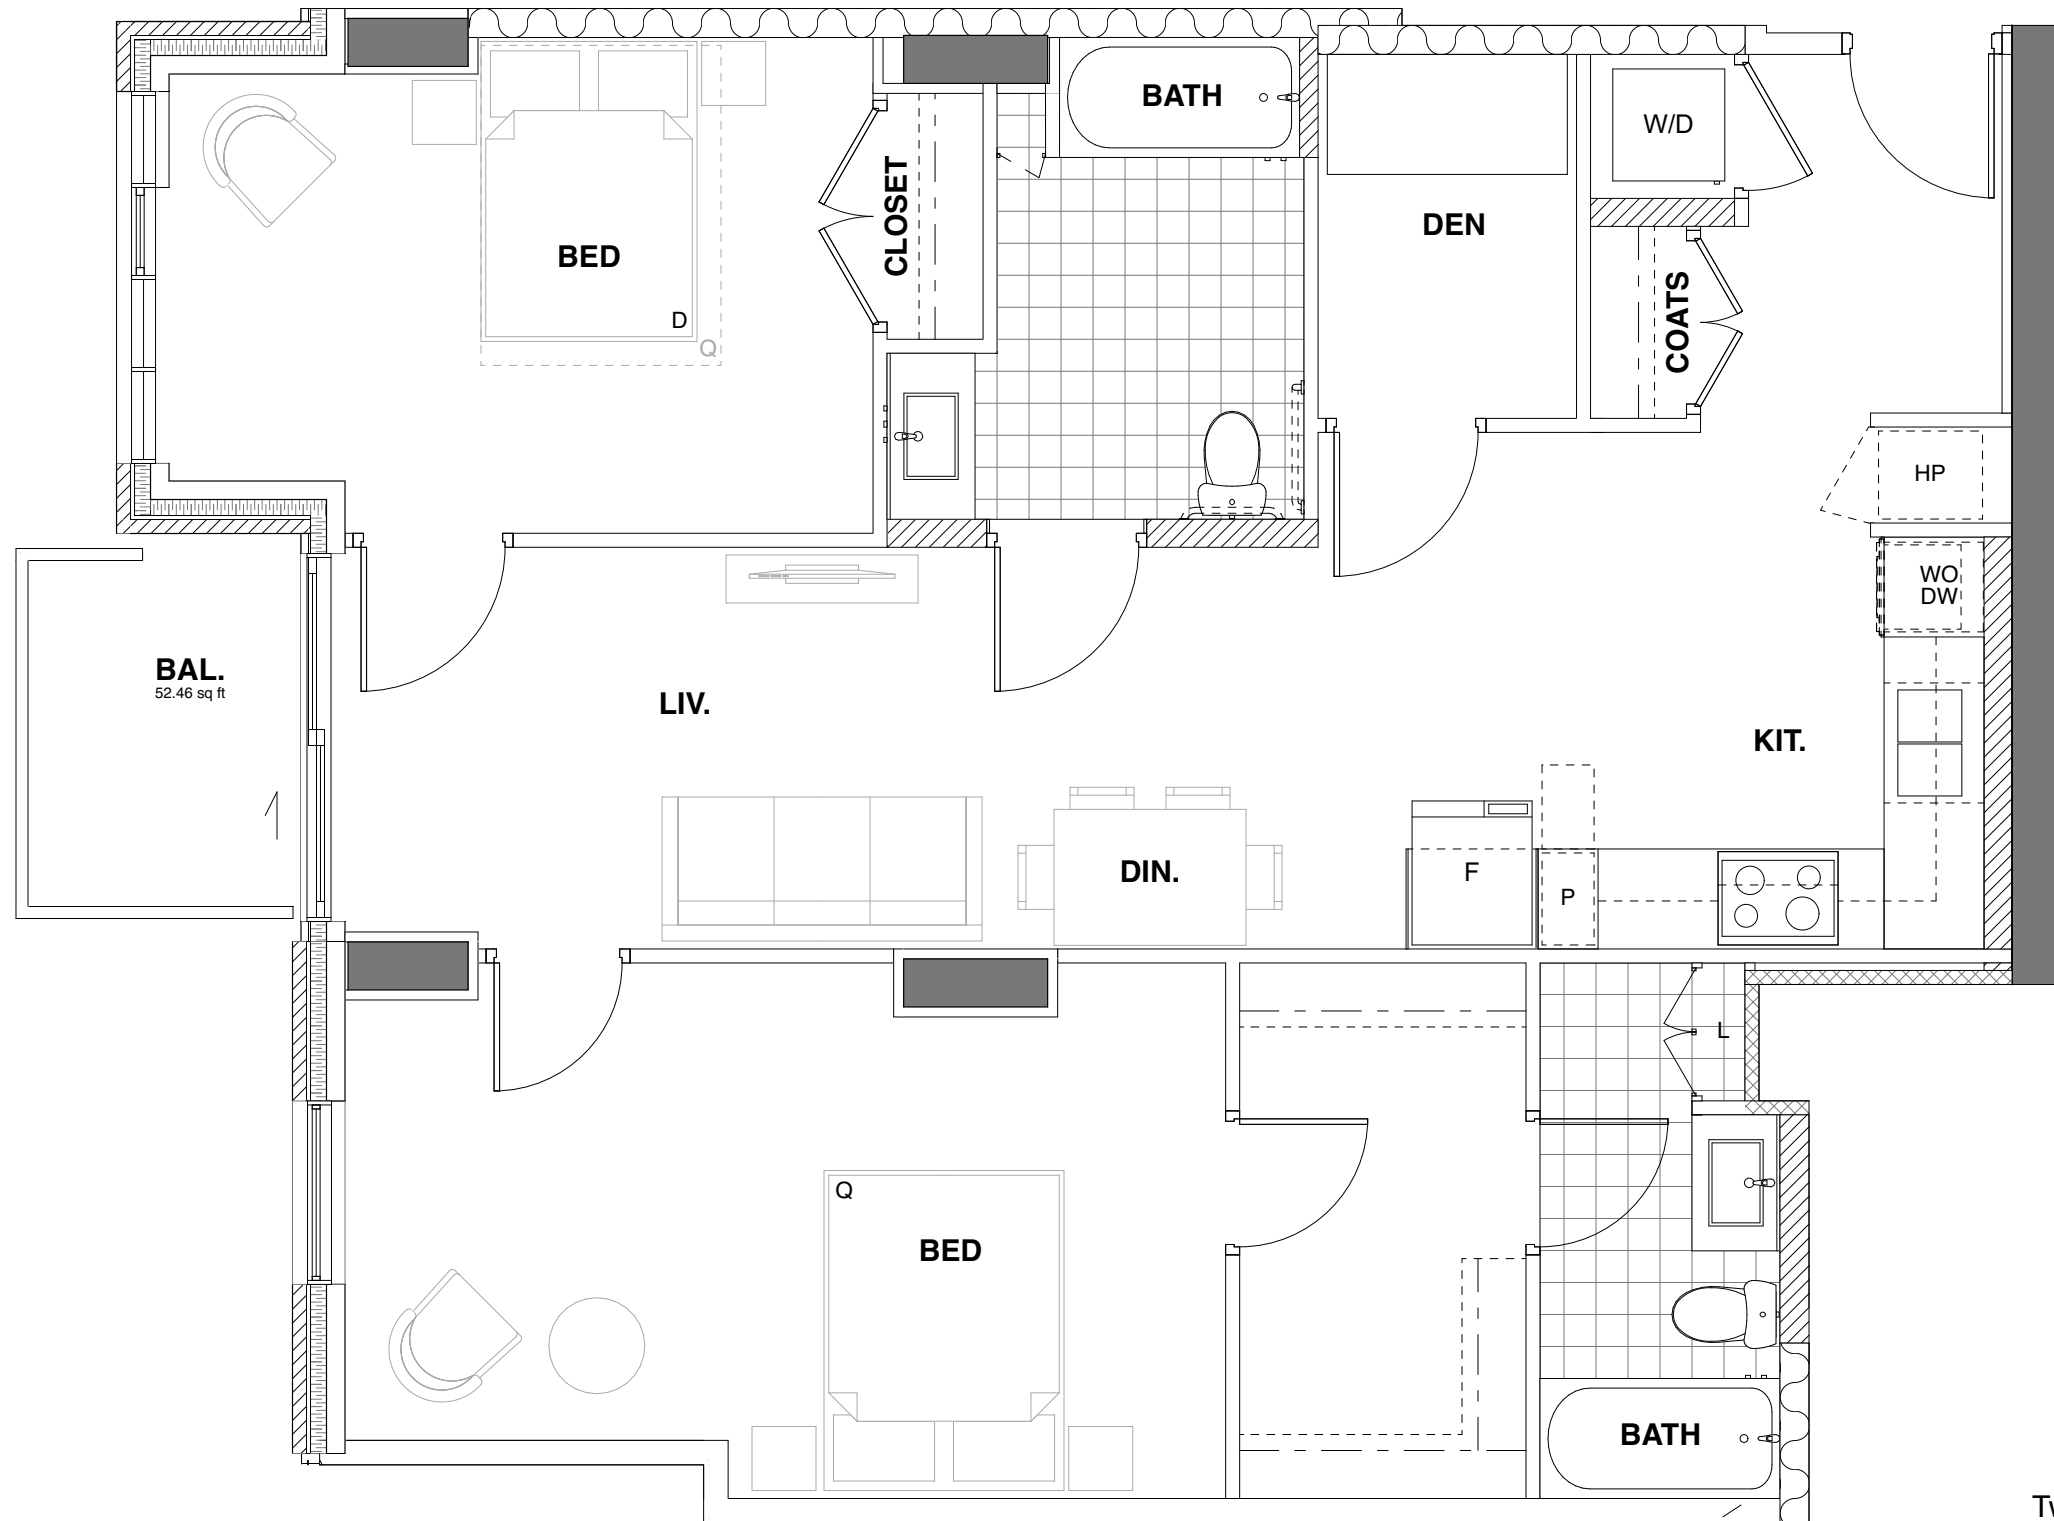 BATH
W/D
CLOSET
DEN
BED
COATS
D
Q
HP
WO
DW
BAL.
52.46 sq ft
LIV.
KIT.
DIN.
F
P
L
Q
BED
BATH